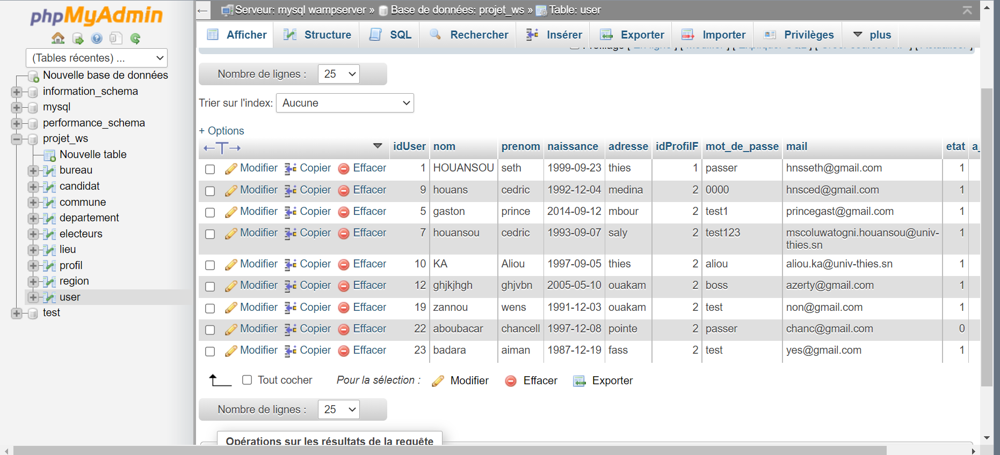 phpMyAdmin
(Tables récentes) ...
Nouvelle base de données
information_schema
mysql
performance_schema
projet_ws
Nouvelle table
bureau
candidat
commune
departement
electeurs
lieu
profil
region
user
test
Serveur: mysql wampserver » Base de données: projet_ws » Table: user
Afficher Structure SQL Rechercher Insérer Exporter Importer Privilèges plus
Nombre de lignes : 25
Trier sur l'index: Aucune
+ Options
idUser nom prenom naissance adresse idProfilF mot_de_passe mail etat a_
Modifier Copier Effacer 1 HOUANSOU seth 1999-09-23 thies 1 passer hnsseth@gmail.com 1
Modifier Copier Effacer 9 houans cedric 1992-12-04 medina 2 0000 hnsced@gmail.com 1
Modifier Copier Effacer 5 gaston prince 2014-09-12 mbour 2 test1 princegast@gmail.com 1
Modifier Copier Effacer 7 houansou cedric 1993-09-07 saly 2 test123 mscoluwatogni.houansou@univ- 1
thies.sn
Modifier Copier Effacer 10 KA Aliou 1997-09-05 thies 2 aliou aliou.ka@univ-thies.sn 1
Modifier Copier Effacer 12 ghjkjhgh ghjvbn 2005-05-10 ouakam 2 boss azerty@gmail.com 1
Modifier Copier Effacer 19 zannou wens 1991-12-03 ouakam 2 test non@gmail.com 1
Modifier Copier Effacer 22 aboubacar chancell 1997-12-08 pointe 2 passer chanc@gmail.com 0
Modifier Copier Effacer 23 badara aiman 1987-12-19 fass 2 test yes@gmail.com 1
Tout cocher Pour la sélection : Modifier Effacer Exporter
Nombre de lignes : 25
Opérations sur les résultats de la requête